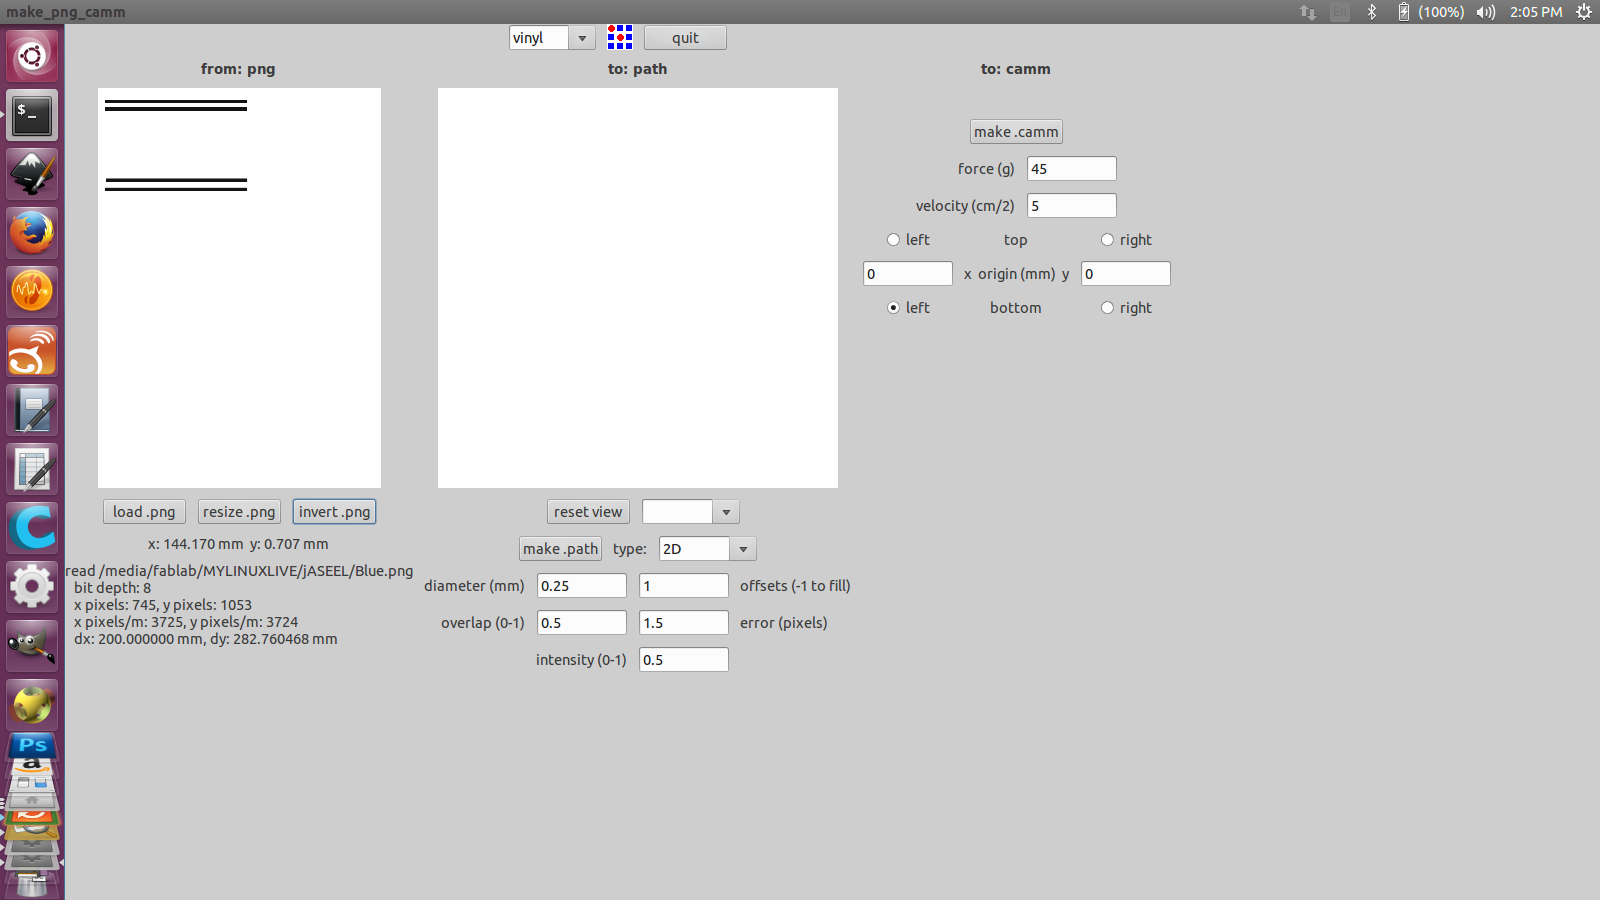 make_png_camm
En (100%) 2:05 PM
vinyl quit
from: png to: path to: camm
make .camm
force (g) 45
velocity (cm/2) 5
left top right
0 x origin (mm) y 0
left bottom right
load .png resize .png invert .png
x: 144.170 mm y: 0.707 mm
read /media/fablab/MYLINUXLIVE/jASEEL/Blue.png
bit depth: 8
x pixels: 745, y pixels: 1053
x pixels/m: 3725, y pixels/m: 3724
dx: 200.000000 mm, dy: 282.760468 mm
reset view
make .path type: 2D
diameter (mm) 0.25 1 offsets (-1 to fill)
overlap (0-1) 0.5 1.5 error (pixels)
intensity (0-1) 0.5
$ _
Ps
a